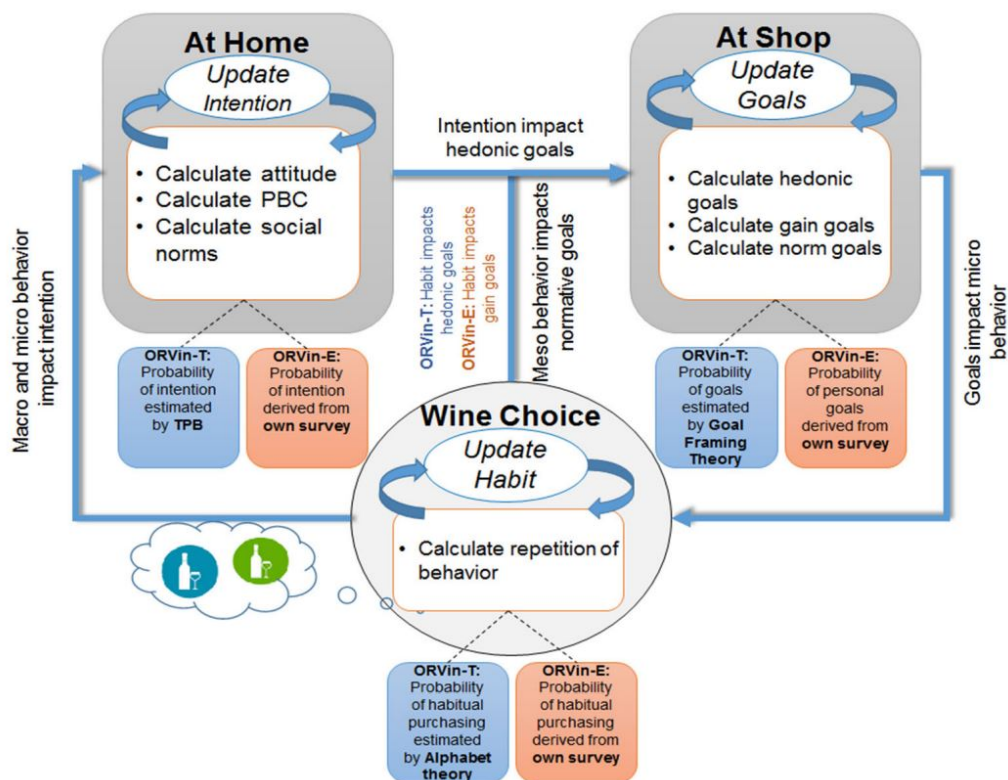 At Home
Update
Intention
• Calculate attitude
• Calculate PBC
• Calculate social
norms
ORVin-T:
Probability
of intention
estimated
by TPB
ORVin-E:
Probability
of intention
derived from
own survey
Intention impact
hedonic goals
At Shop
Update
Goals
• Calculate hedonic
goals
• Calculate gain goals
• Calculate norm goals
ORVin-T:
Probability
of goals
estimated
by Goal
Framing
Theory
ORVin-E:
Probability
of personal
goals
derived from
own survey
Macro and micro behavior
impact intention
ORVin-T: Habit impacts
hedonic goals
ORVin-E: Habit impacts
gain goals
Meso behavior impacts
normative goals
Goals impact micro
behavior
Wine Choice
Update
Habit
• Calculate repetition of
behavior
ORVin-T:
Probability
of habitual
purchasing
estimated
by Alphabet
theory
ORVin-E:
Probability
of habitual
purchasing
derived from
own survey